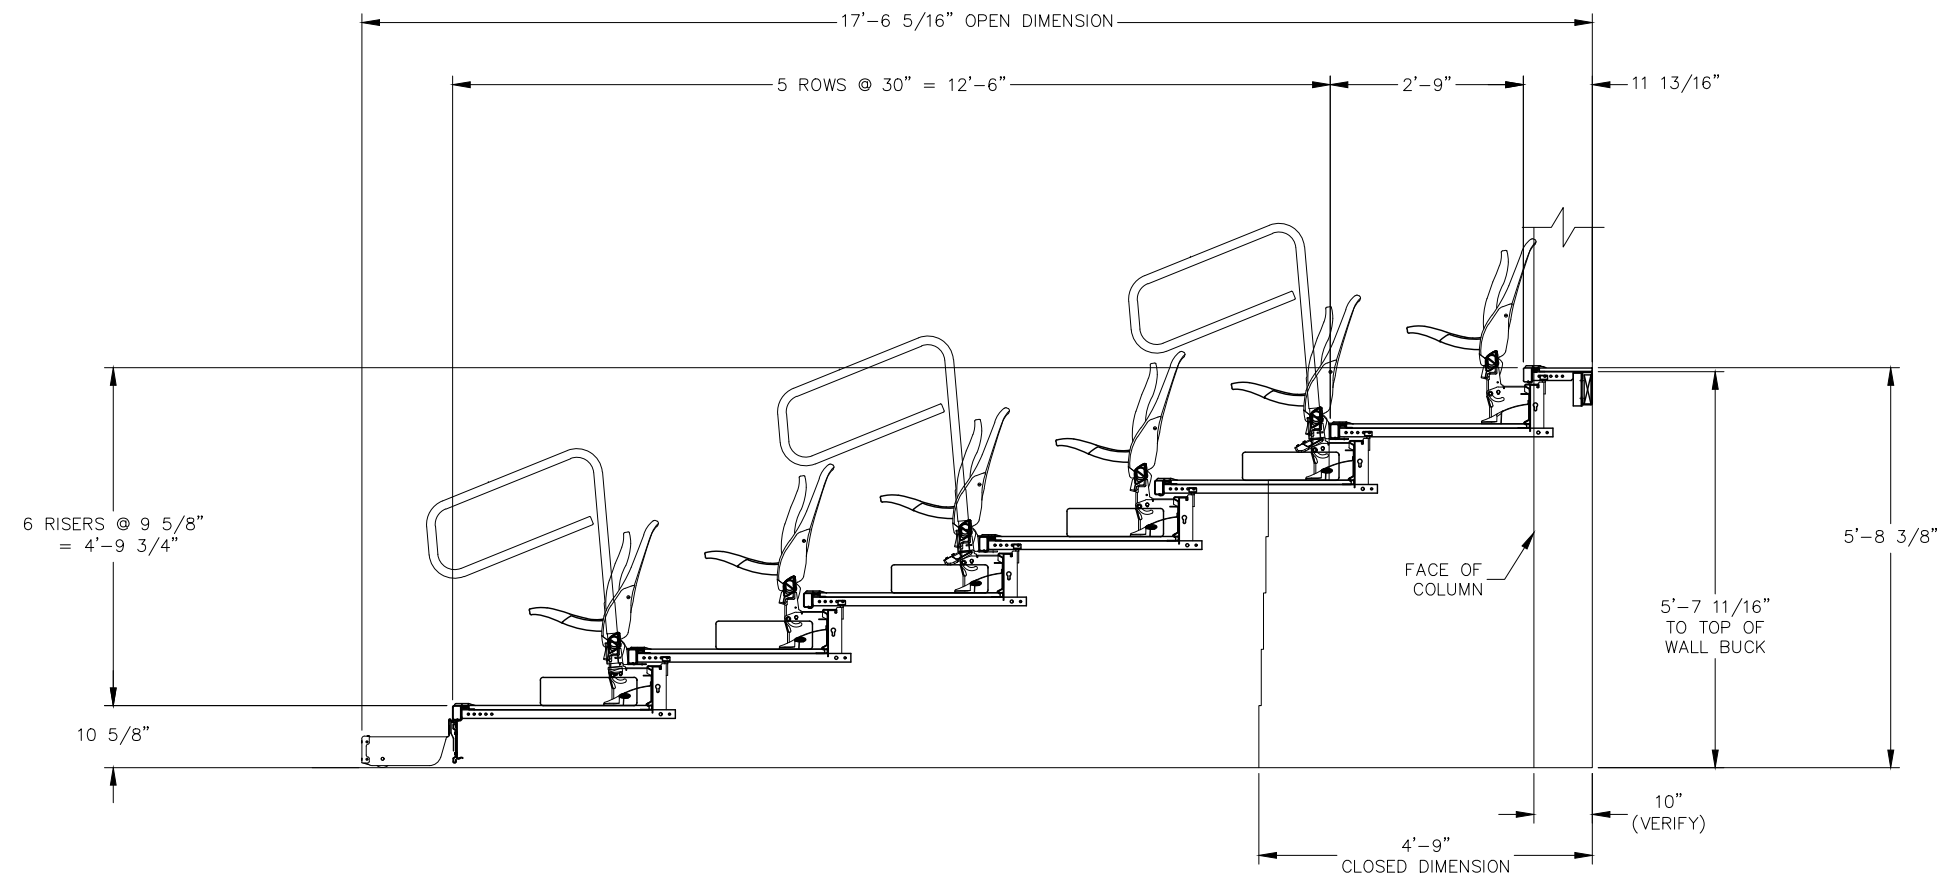 17'-6 5/16" OPEN DIMENSION
5 ROWS @ 30" = 12'-6"
2'-9"
11 13/16"
6 RISERS @ 9 5/8"
= 4'-9 3/4"
5'-8 3/8"
FACE OF
COLUMN
5'-7 11/16"
TO TOP OF
WALL BUCK
10 5/8"
10"
(VERIFY)
4'-9"
CLOSED DIMENSION